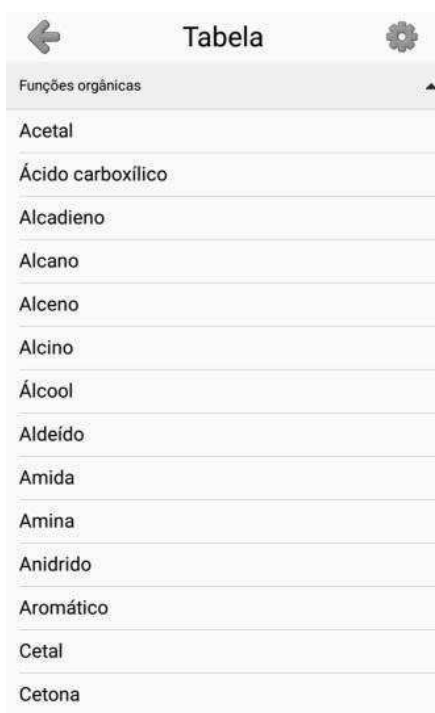 Tabela
Funções orgânicas
Acetal
Ácido carboxílico
Alcadieno
Alcano
Alceno
Alcino
Álcool
Aldeído
Amida
Amina
Anidrido
Aromático
Cetal
Cetona